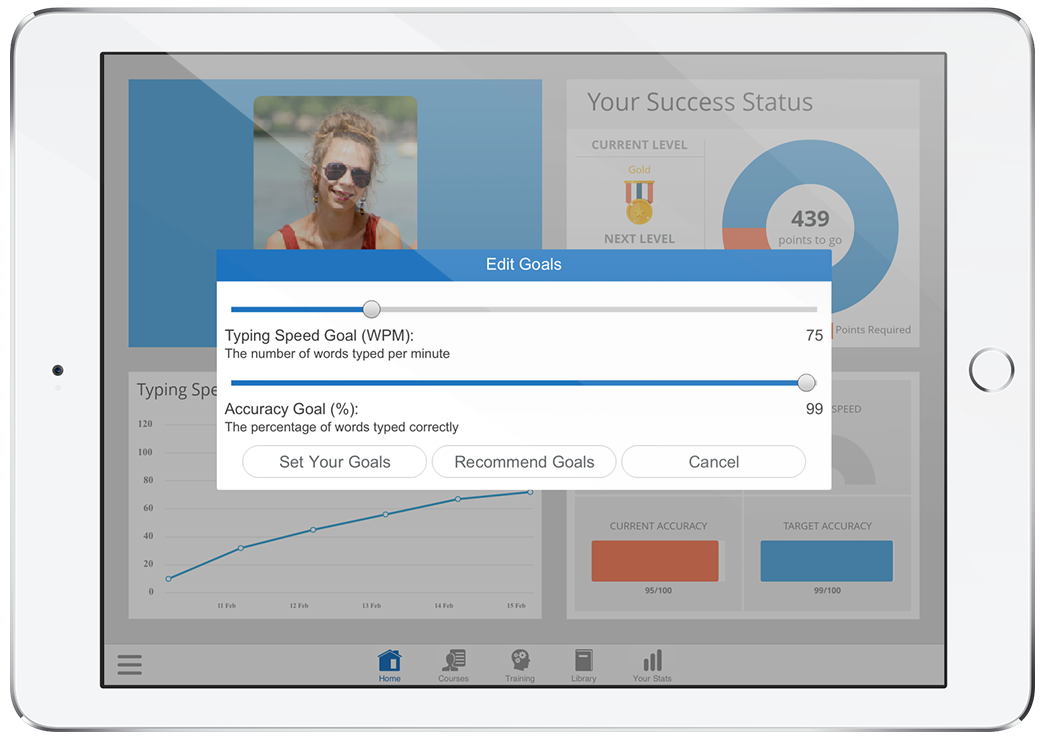 Your Success Status
CURRENT LEVEL
Gold
NEXT LEVEL
439
points to go
Points Required
Edit Goals
Typing Speed Goal (WPM):
75
The number of words typed per minute
Accuracy Goal (%):
99
The percentage of words typed correctly
Set Your Goals
Recommend Goals
Cancel
Typing
120
100
80
60
40
20
0
11 Feb
12 Feb
13 Feb
14 Feb
15 Feb
SPEED
CURRENT ACCURACY
TARGET ACCURACY
95/100
99/100
Home
Courses
Training
Library
Your Stats